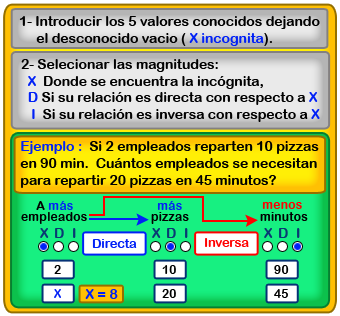 1- Introducir los 5 valores conocidos dejando
el desconocido vacio ( X incognita).
2- Selecionar las magnitudes:
X Donde se encuentra la incógnita,
D Si su relación es directa con respecto a X
I Si su relación es inversa con respecto a X
Ejemplo : Si 2 empleados reparten 10 pizzas
en 90 min. Cuántos empleados se necesitan
para repartir 20 pizzas en 45 minutos?
A más más menos
empleados pizzas minutos
X D I X D I X D I
Directa Inversa
2 10 90
X X = 8 20 45